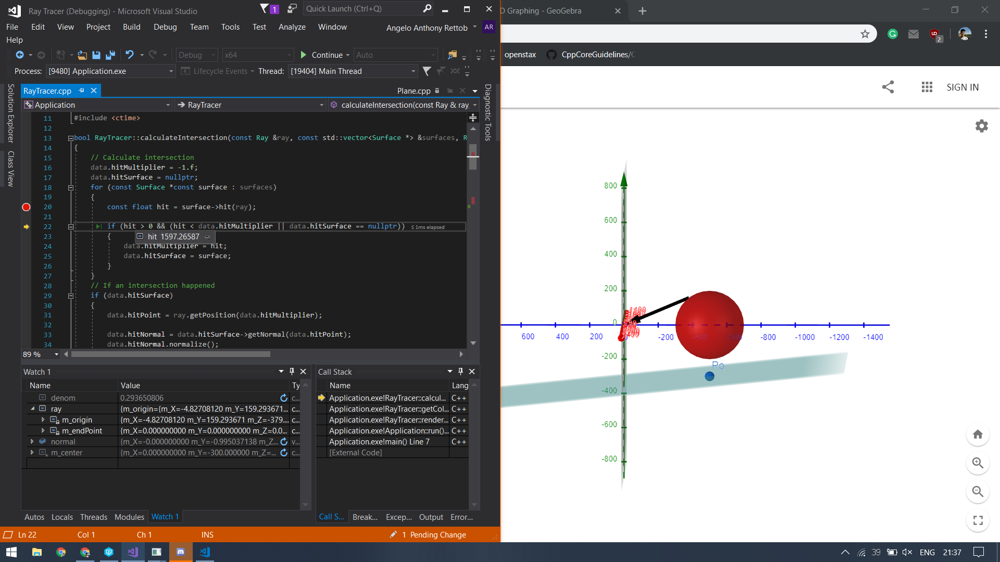 Ray Tracer (Debugging) - Microsoft Visual Studio
1
Quick Launch (Ctrl+Q)
File Edit View Project Build Debug Team Tools Test Analyze Window
Angelo Anthony Rettob
AR
Help
Debug
x64
Continue
Auto
Process: [9480] Application.exe
Lifecycle Events
Thread: [19404] Main Thread
Solution Explorer
Class View
Diagnostic Tools
RayTracer.cpp
Plane.cpp
Application
RayTracer
calculateIntersection(const Ray & ray,
11 #include <ctime>
12
13 bool RayTracer::calculateIntersection(const Ray &ray, const std::vector<Surface *> &surfaces, R
14 {
15 // Calculate intersection
16 data.hitMultiplier = -1.f;
17 data.hitSurface = nullptr;
18 for (const Surface *const surface : surfaces)
19 {
20 const float hit = surface->hit(ray);
21
22 if (hit > 0 && (hit < data.hitMultiplier || data.hitSurface == nullptr)) ≤ 1ms elapsed
23 {
hit 1597.26587
24 data.hitMultiplier = hit;
25 data.hitSurface = surface;
26 }
27 }
28 // If an intersection happened
29 if (data.hitSurface)
30 {
31 data.hitPoint = ray.getPosition(data.hitMultiplier);
32
33 data.hitNormal = data.hitSurface->getNormal(data.hitPoint);
34 data.hitNormal.normalize();
89 %
Watch 1
Name Value Ty
denom 0.293650806 c...
ray {m_origin={m_X=-4.82708120 m_Y=159.293671... c...
m_origin {m_X=-4.82708120 m_Y=159.293671 m_Z=-379... c...
m_endPoint {m_X=0.000000000 m_Y=0.000000000 m_Z=0.0... c...
normal {m_X=-0.000000000 m_Y=-0.995037138 m_Z... v...
m_center {m_X=0.000000000 m_Y=-300.000000 m_Z=... c...
Autos Locals Threads Modules Watch 1
Call Stack
Name Lang
Application.exe!RayTracer::calcul... C++
Application.exe!RayTracer::getCol... C++
Application.exe!RayTracer::render... C++
Application.exe!Application::run()... C++
Application.exe!main() Line 7 C++
[External Code]
Call S... Break... Excep... Output Error...
Ln 22 Col 1 Ch 1 INS
1 Pending Change
D Graphing - GeoGebra
2
openstax
CppCoreGuidelines/C
SIGN IN
800
600
400
200
0
-200
-400
-600
-800
600 400 200 0 -200 -400 -600 -800 -1000 -1200 -1400
P0
39
ENG
21:37